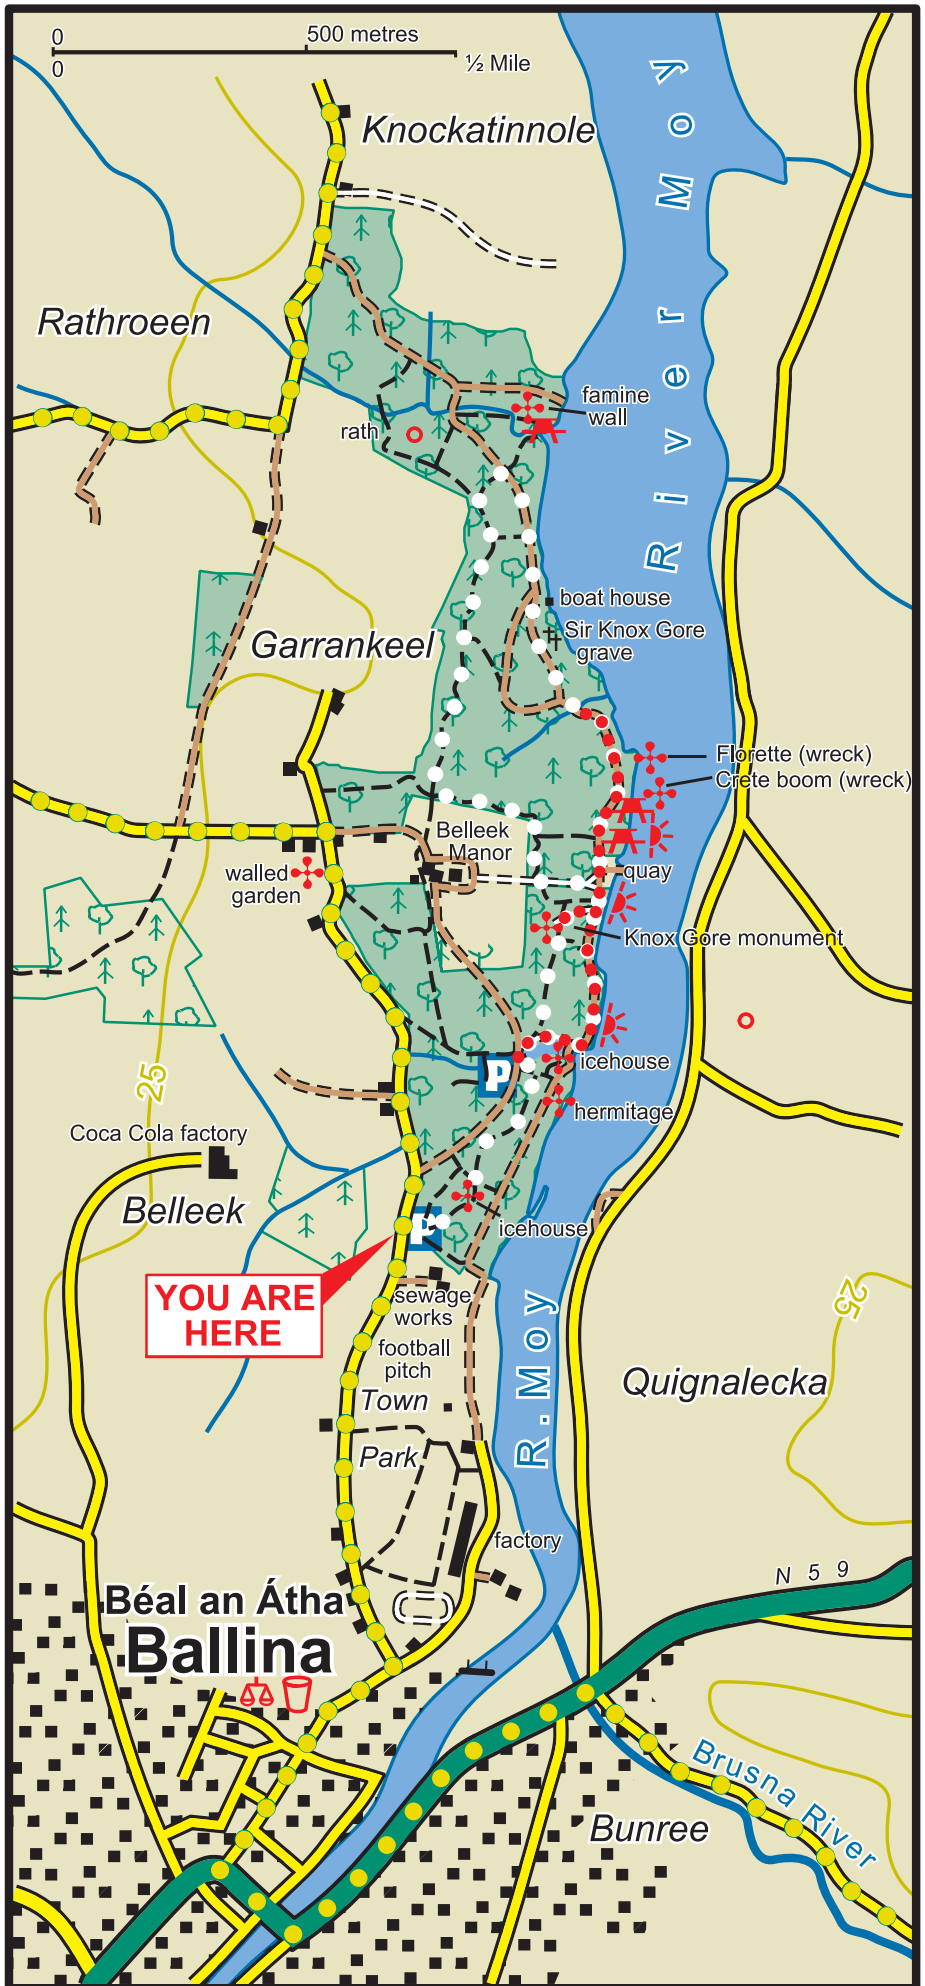 0
500 metres
0
½ Mile
Knockatinnole
River Moy
Rathroeen
famine
wall
rath
boat house
Sir Knox Gore
grave
Garrankeel
Florette (wreck)
Crete boom (wreck)
Belleek
Manor
walled
garden
quay
Knox Gore monument
icehouse
P
25
hermitage
Coca Cola factory
Belleek
icehouse
P
YOU ARE
HERE
sewage
works
25
football
pitch
R. Moy
Quignalecka
Town
Park
factory
N 5 9
Béal an Átha
Ballina
Brusna River
Bunree